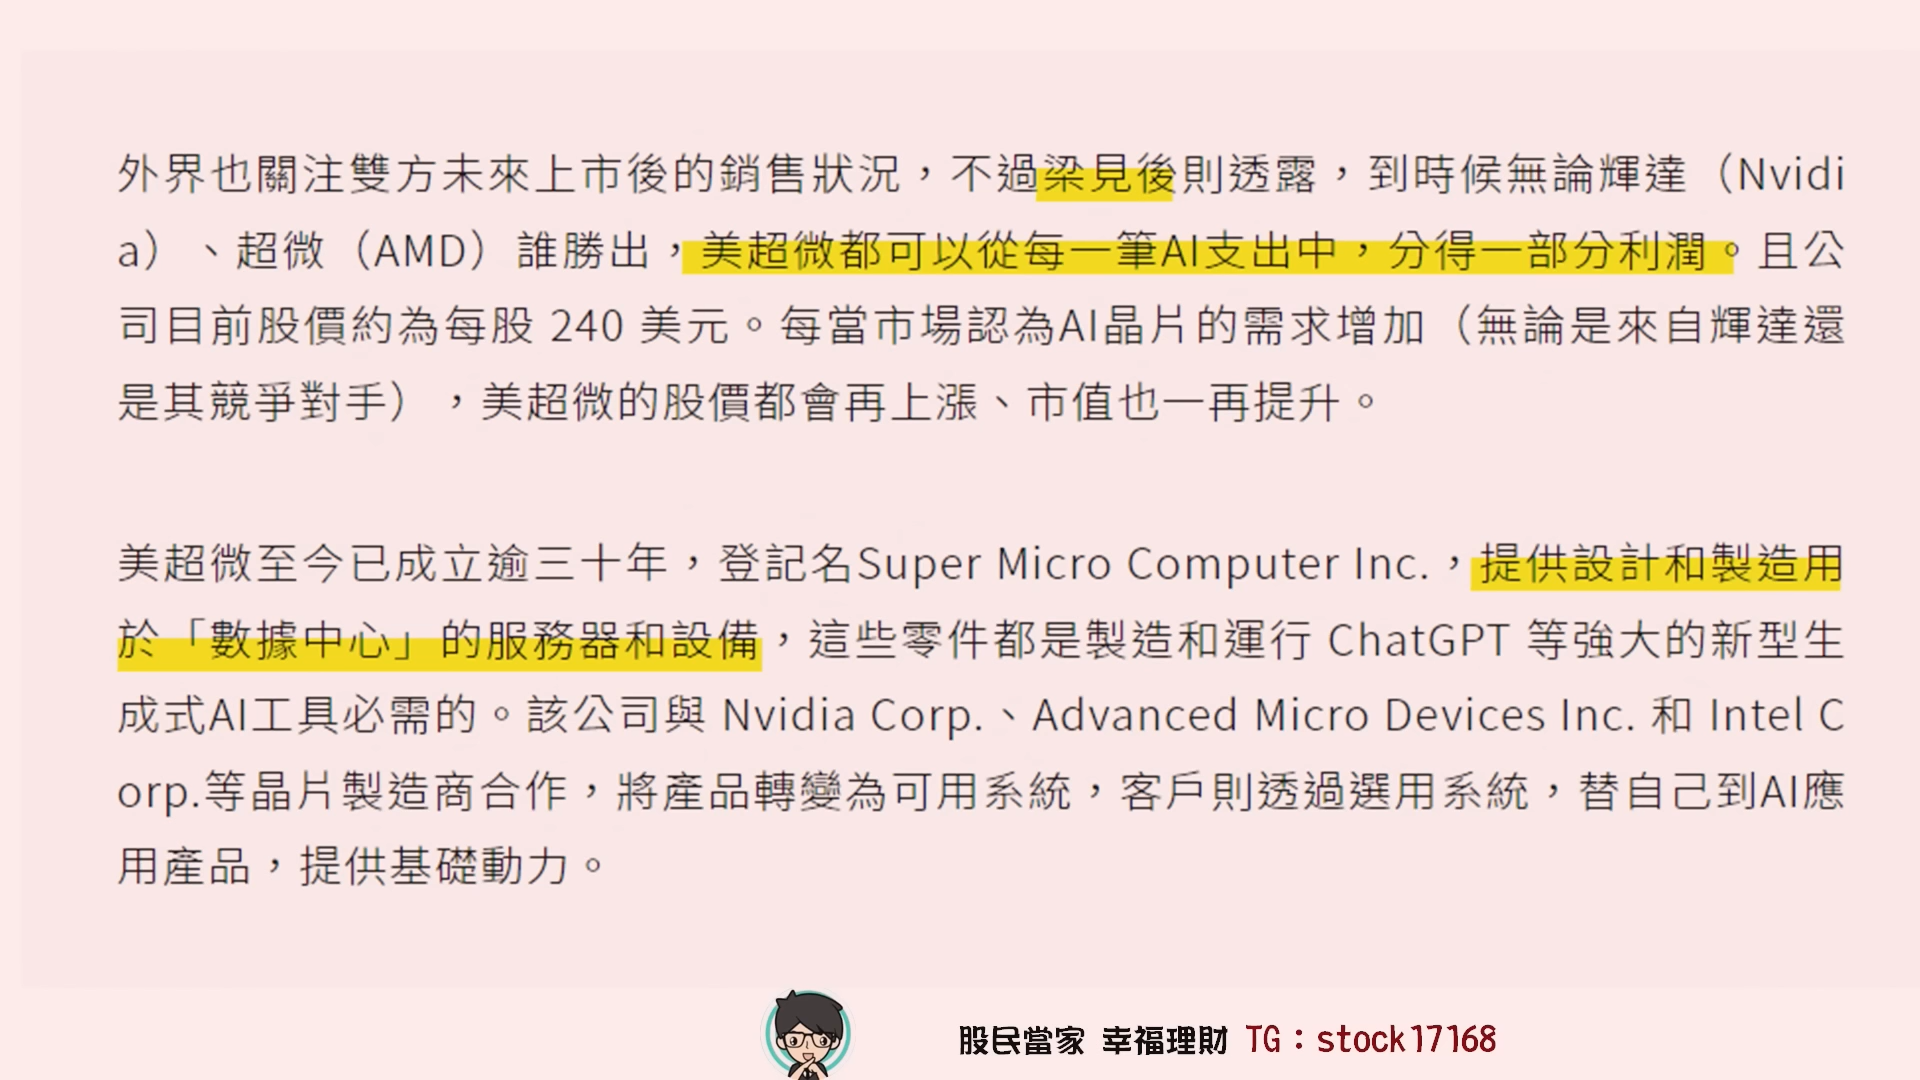 外界也關注雙方未來上市後的銷售狀況，不過梁見後則透露，到時候無論輝達（Nvidi
a）、超微（AMD）誰勝出，美超微都可以從每一筆AI支出中，分得一部分利潤。且公
司目前股價約為每股 240 美元。每當市場認為AI晶片的需求增加（無論是來自輝達還
是其競爭對手），美超微的股價都會再上漲、市值也一再提升。
美超微至今已成立逾三十年，登記名Super Micro Computer Inc.，提供設計和製造用
於「數據中心」的服務器和設備，這些零件都是製造和運行 ChatGPT 等強大的新型生
成式AI工具必需的。該公司與 Nvidia Corp.、Advanced Micro Devices Inc. 和 Intel C
orp.等晶片製造商合作，將產品轉變為可用系統，客戶則透過選用系統，替自己到AI應
用產品，提供基礎動力。
股民當家 幸福理財 TG：stock17168